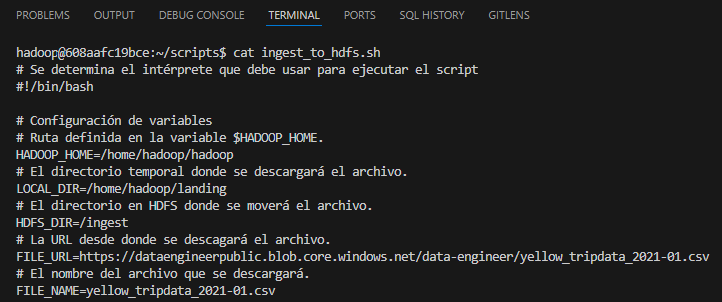 PROBLEMS OUTPUT DEBUG CONSOLE TERMINAL PORTS SQL HISTORY GITLENS
hadoop@608aafc19bce:~/scripts$ cat ingest_to_hdfs.sh
# Se determina el intérprete que debe usar para ejecutar el script
#!/bin/bash
# Configuración de variables
# Ruta definida en la variable $HADOOP_HOME.
HADOOP_HOME=/home/hadoop/hadoop
# El directorio temporal donde se descargará el archivo.
LOCAL_DIR=/home/hadoop/landing
# El directorio en HDFS donde se moverá el archivo.
HDFS_DIR=/ingest
# La URL desde donde se descagará el archivo.
FILE_URL=https://dataengineerpublic.blob.core.windows.net/data-engineer/yellow_tripdata_2021-01.csv
# El nombre del archivo que se descargará.
FILE_NAME=yellow_tripdata_2021-01.csv